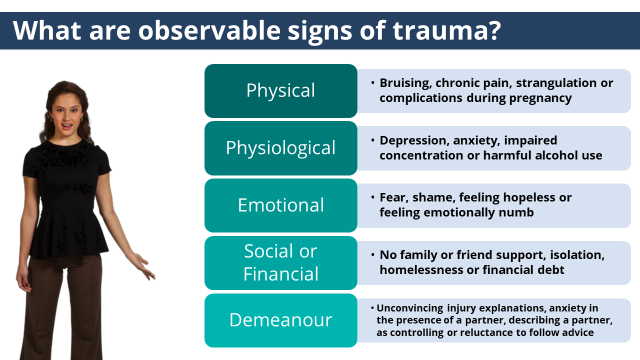 What are observable signs of trauma?
Physical
• Bruising, chronic pain, strangulation or
complications during pregnancy
Physiological
• Depression, anxiety, impaired
concentration or harmful alcohol use
Emotional
• Fear, shame, feeling hopeless or
feeling emotionally numb
Social or
Financial
• No family or friend support, isolation,
homelessness or financial debt
Demeanour
• Unconvincing injury explanations, anxiety in
the presence of a partner, describing a partner,
as controlling or reluctance to follow advice